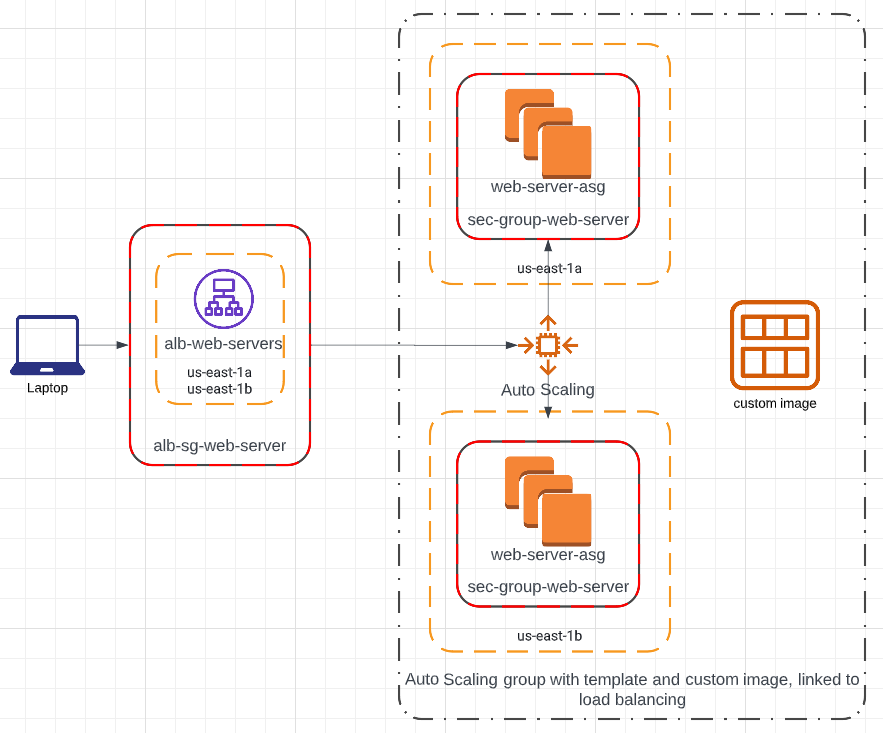 web-server-asg
sec-group-web-server
us-east-1a
alb-web-servers
us-east-1a
us-east-1b
alb-sg-web-server
Laptop
Auto Scaling
custom image
web-server-asg
sec-group-web-server
us-east-1b
Auto Scaling group with template and custom image, linked to
load balancing